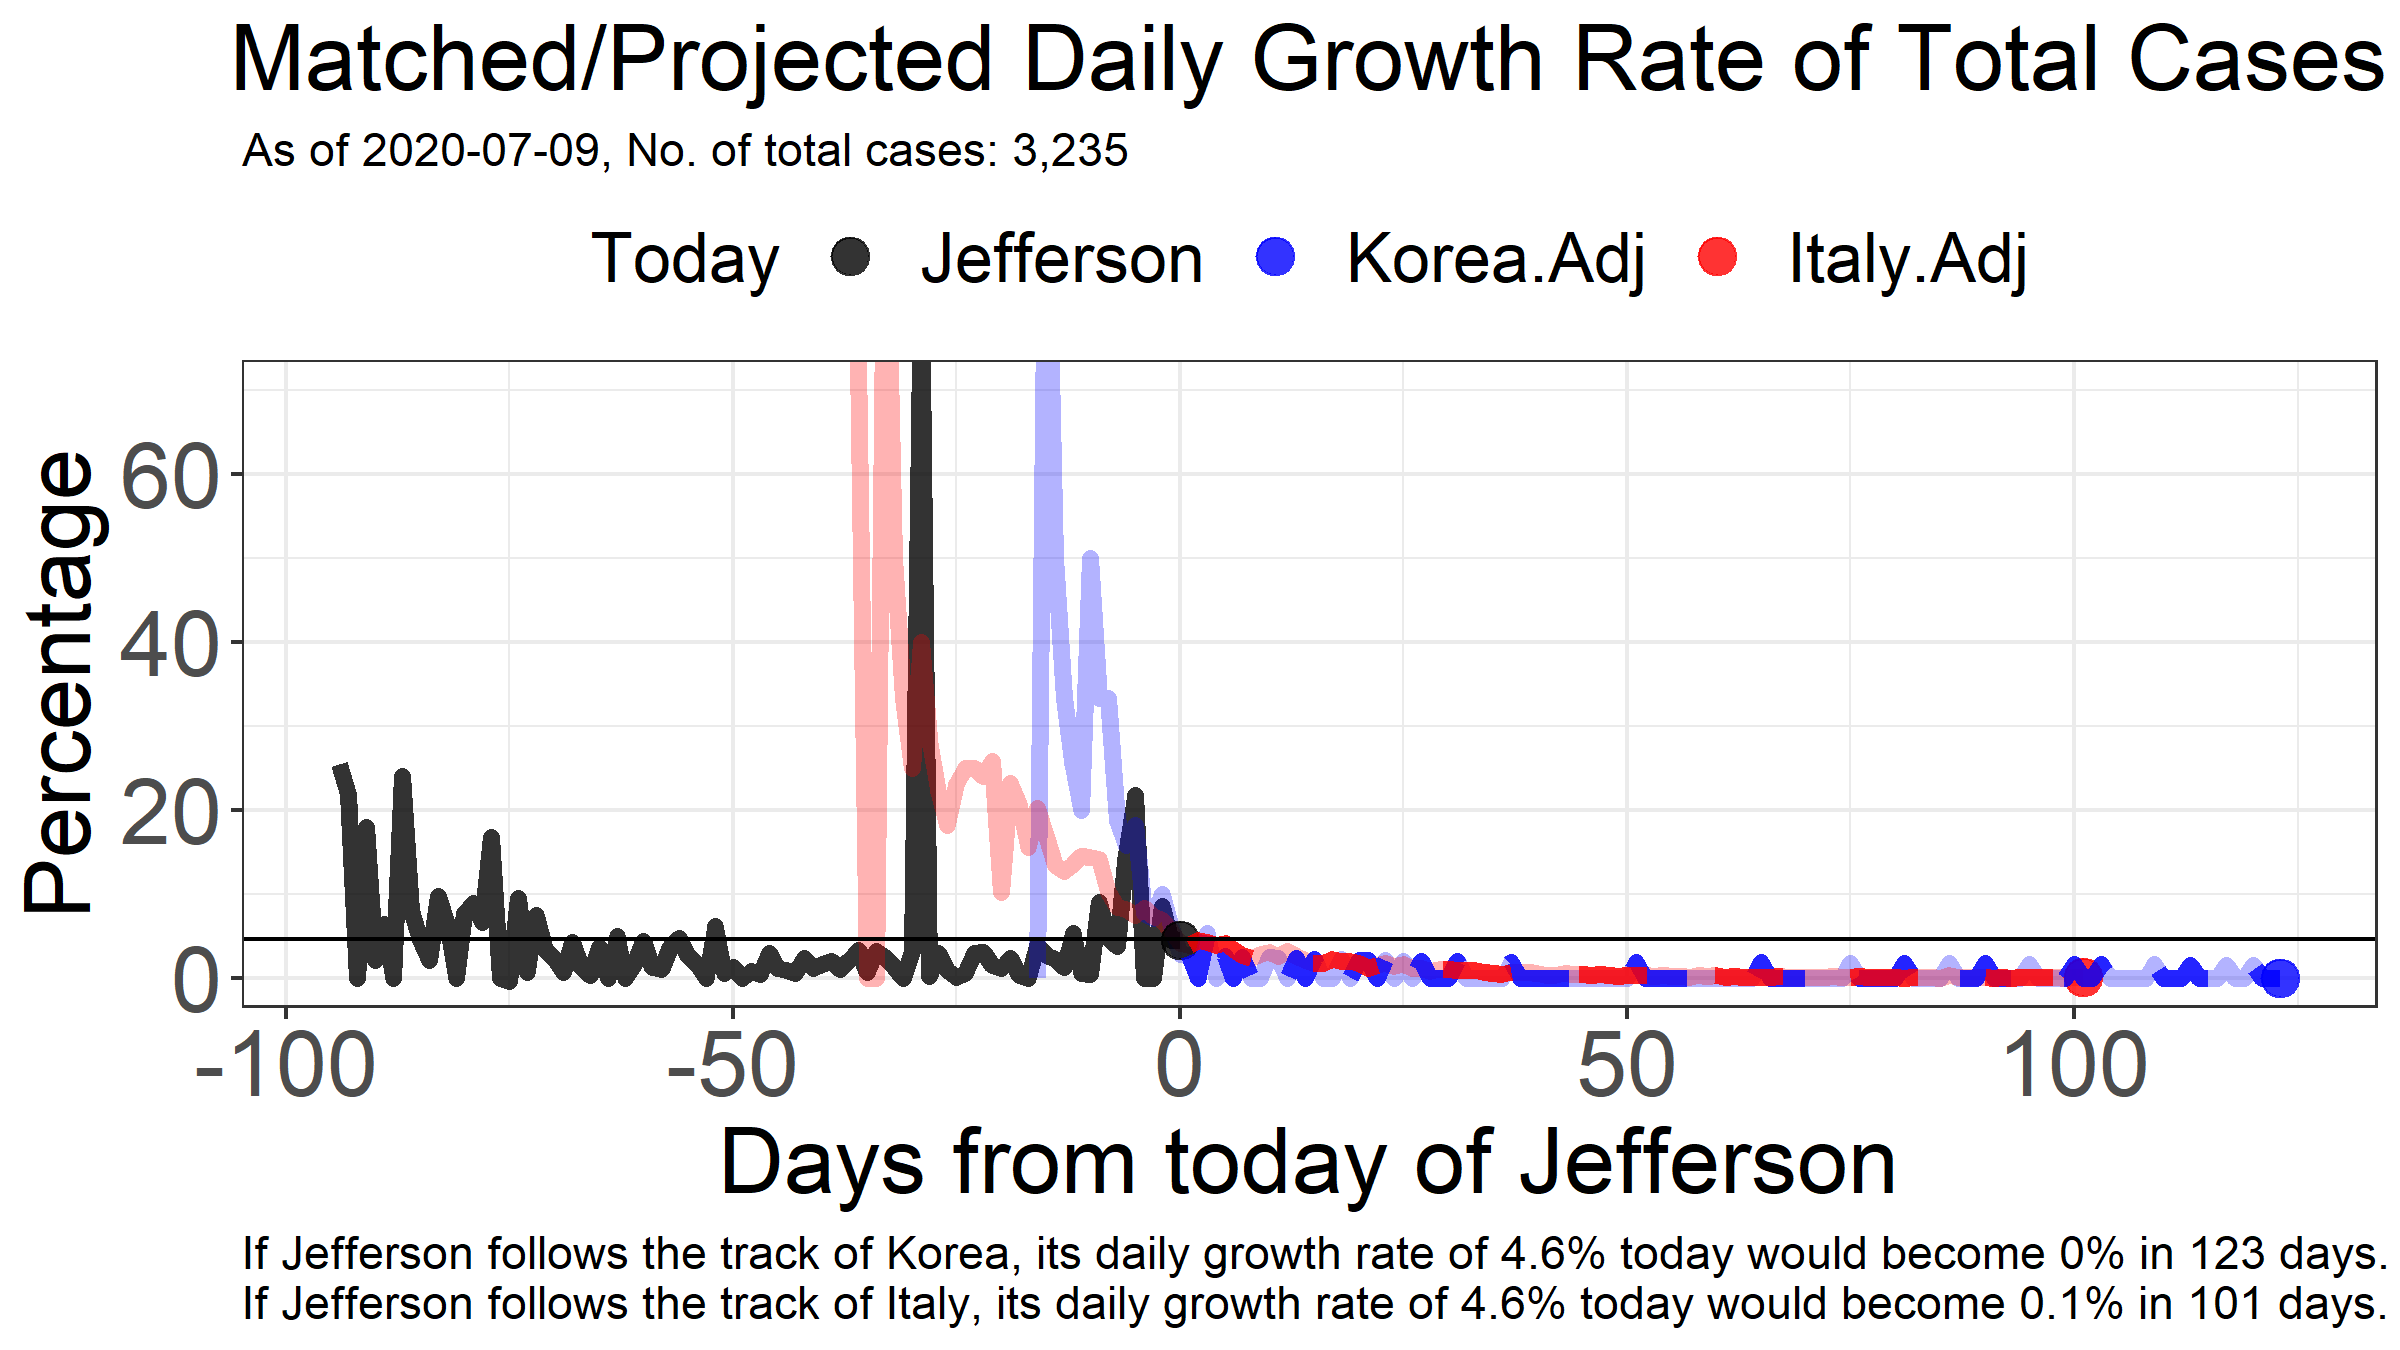 Matched/Projected Daily Growth Rate of Total Cases
As of 2020-07-09, No. of total cases: 3,235
Today Jefferson Korea.Adj Italy.Adj
Percentage
60
40
20
0
-100 -50 0 50 100
Days from today of Jefferson
If Jefferson follows the track of Korea, its daily growth rate of 4.6% today would become 0% in 123 days.
If Jefferson follows the track of Italy, its daily growth rate of 4.6% today would become 0.1% in 101 days.